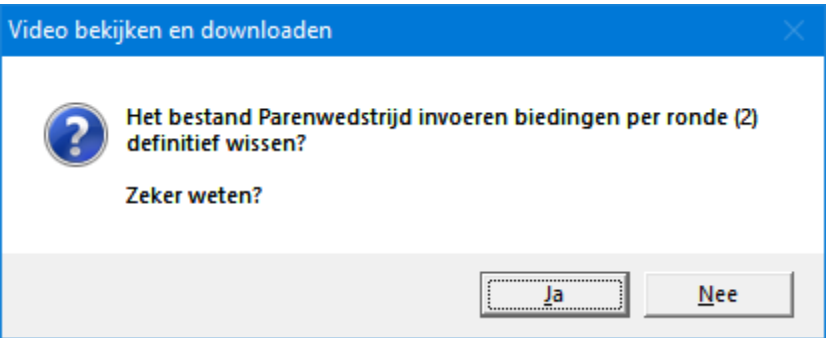 Video bekijken en downloaden
Het bestand Parenwedstrijd invoeren biedingen per ronde (2)
definitief wissen?
Zeker weten?
Ja
Nee